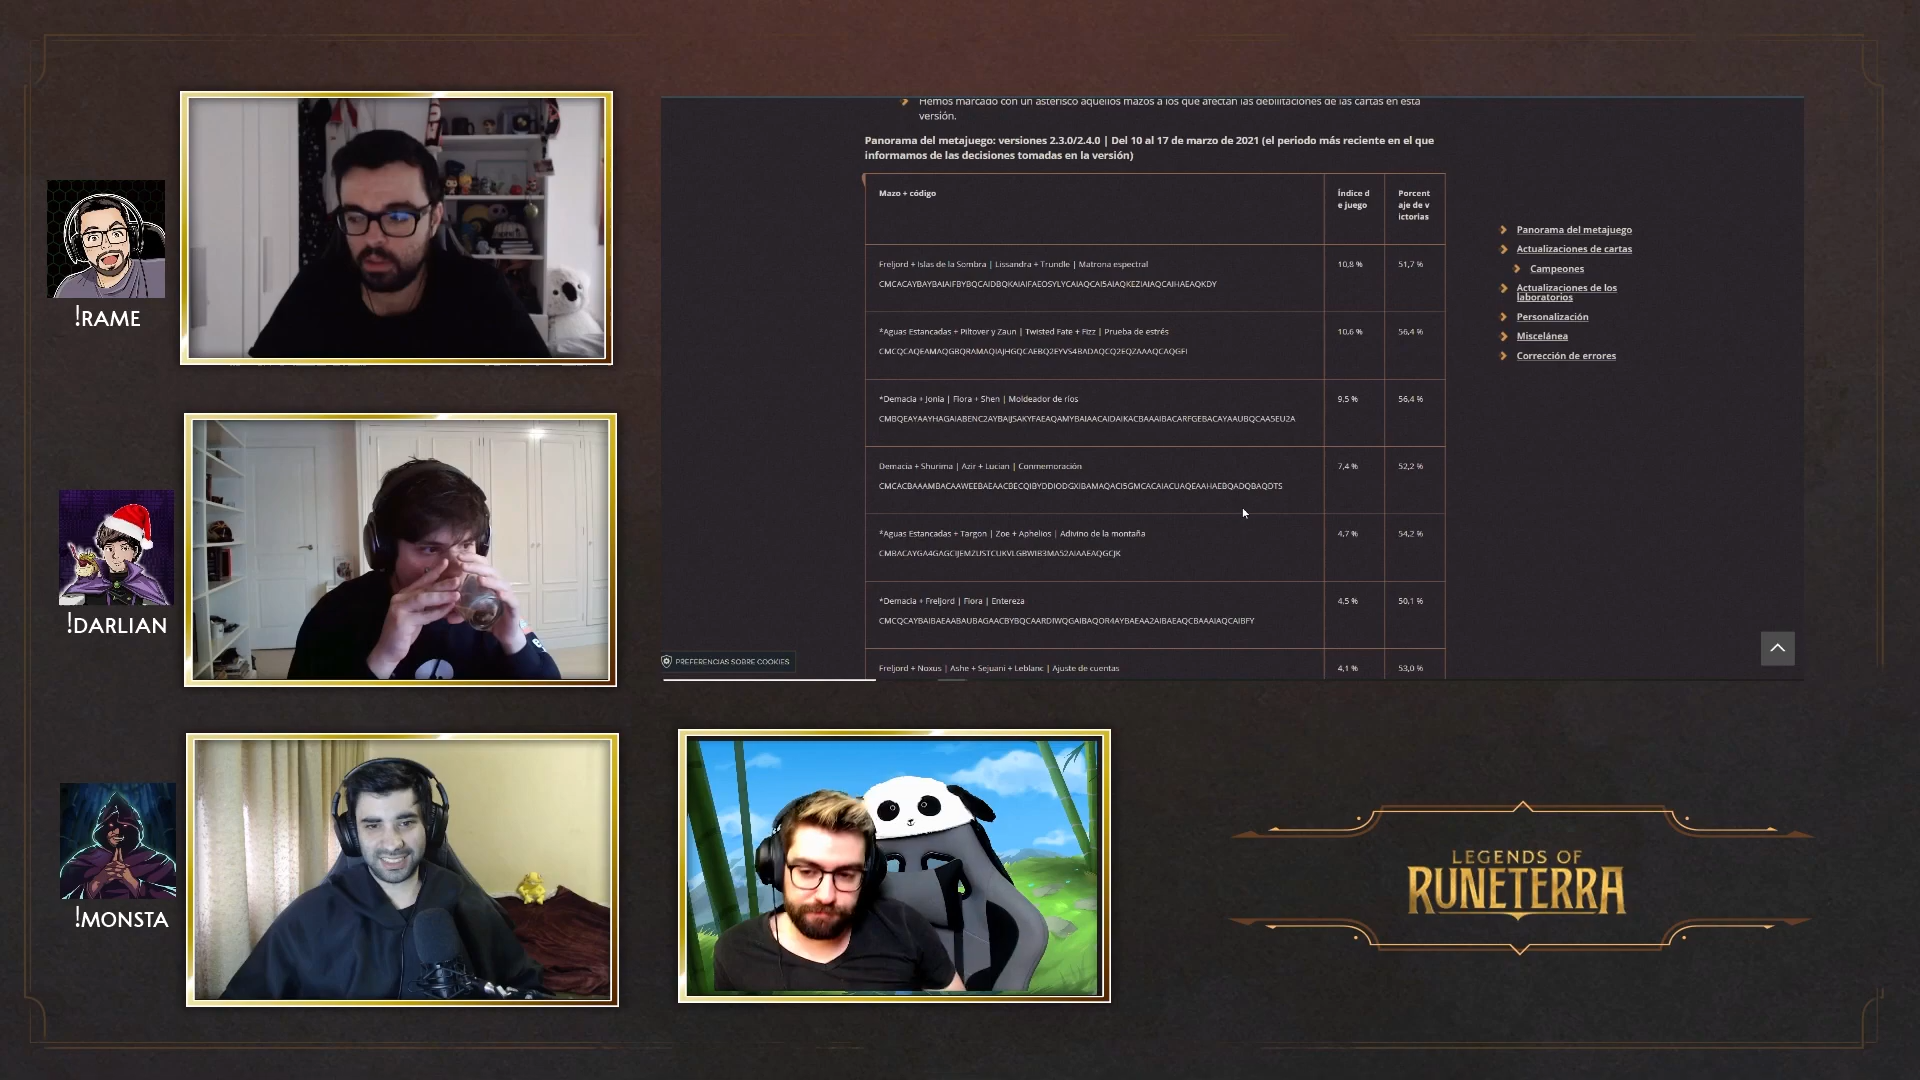 !RAME
!DARLIAN
!MONSTA
Hemos marcado con un asterisco aquellos mazos a los que afectan las debilitaciones de las cartas en esta
versión.
Panorama del metajuego: versiones 2.3.0/2.4.0 | Del 10 al 17 de marzo de 2021 (el periodo más reciente en el que
informamos de las decisiones tomadas en la versión)
Mazo + código
Índice d
e juego
Porcent
aje de v
ictorias
Freljord + Islas de la Sombra | Lissandra + Trundle | Matrona espectral
10,8 %
51,7 %
CMCACAYBAYBAIAIFBYBQCAIDBQKAIAIFAEOSYLYCAIAQCAI5AIAQKEZIAIAQCAIHAEAQKDY
*Aguas Estancadas + Piltover y Zaun | Twisted Fate + Fizz | Prueba de estrés
10,6 %
56,4 %
CMCQCAQEAMAQGBQRAMAQIAJHGQCAEBQ2EYVS4BADAQCQ2EQZAAAQCAQGFI
*Demacia + Jonia | Fiora + Shen | Moldeador de ríos
9,5 %
56,4 %
CMBQEAYAAYHAGAIABENC2AYBAIJSAKYFAEAQAMYBAIAACAIDAIKACBAAAIBACARFGEBACAYAAUBQCAA5EU2A
Demacia + Shurima | Azir + Lucian | Conmemoración
7,4 %
52,2 %
CMCACBAAAMBACAAWEEBAEAACBECQIBYDDIODGXIBAMAQACI5GMCACAIACUAQEAAHAEBQADQBAQDTS
*Aguas Estancadas + Targon | Zoe + Aphelios | Adivino de la montaña
4,7 %
54,2 %
CMBACAYGA4GAGCIJEMZUSTCUKVLGBWIB3MA52AIAAEAQGCJK
*Demacia + Freljord | Fiora | Entereza
4,5 %
50,1 %
CMCQCAYBAIBAEAABAUBAGAACBYBQCAARDIWQGAIBAQOR4AYBAEAA2AIBAEAQCBAAAIAQCAIBFY
Freljord + Noxus | Ashe + Sejuani + Leblanc | Ajuste de cuentas
4,1 %
53,0 %
Panorama del metajuego
Actualizaciones de cartas
Campeones
Actualizaciones de los
laboratorios
Personalización
Miscelánea
Corrección de errores
PREFERENCIAS SOBRE COOKIES
LEGENDS OF
RUNETERRA